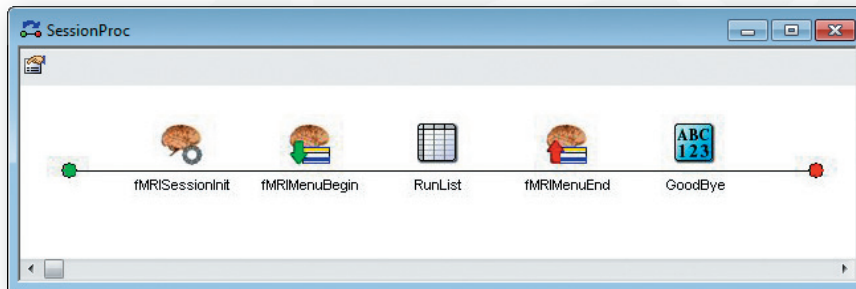 SessionProc
ABC
123
fMRISessionInit fMRIMenuBegin RunList fMRIMenuEnd GoodBye